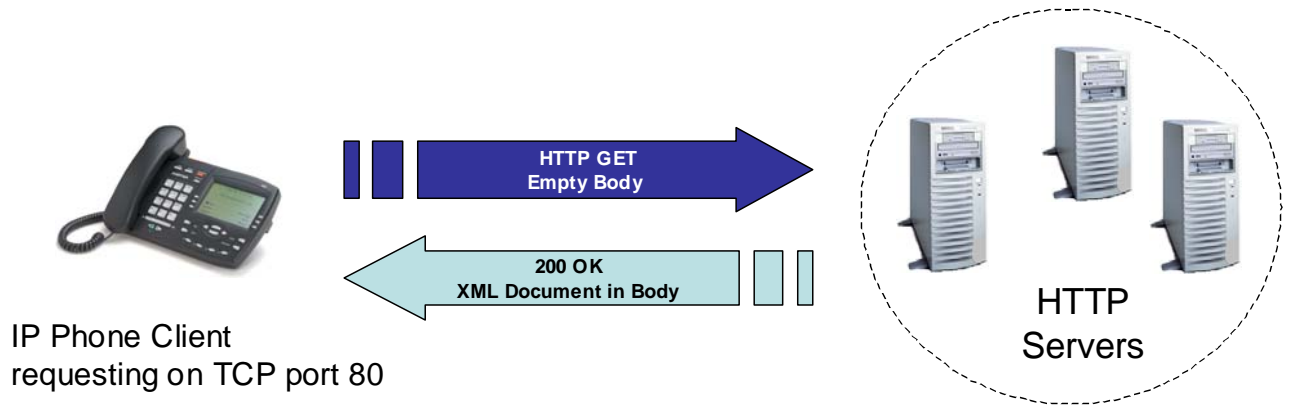 HTTP GET
Empty Body
200 OK
XML Document in Body
IP Phone Client
requesting on TCP port 80
HTTP
Servers